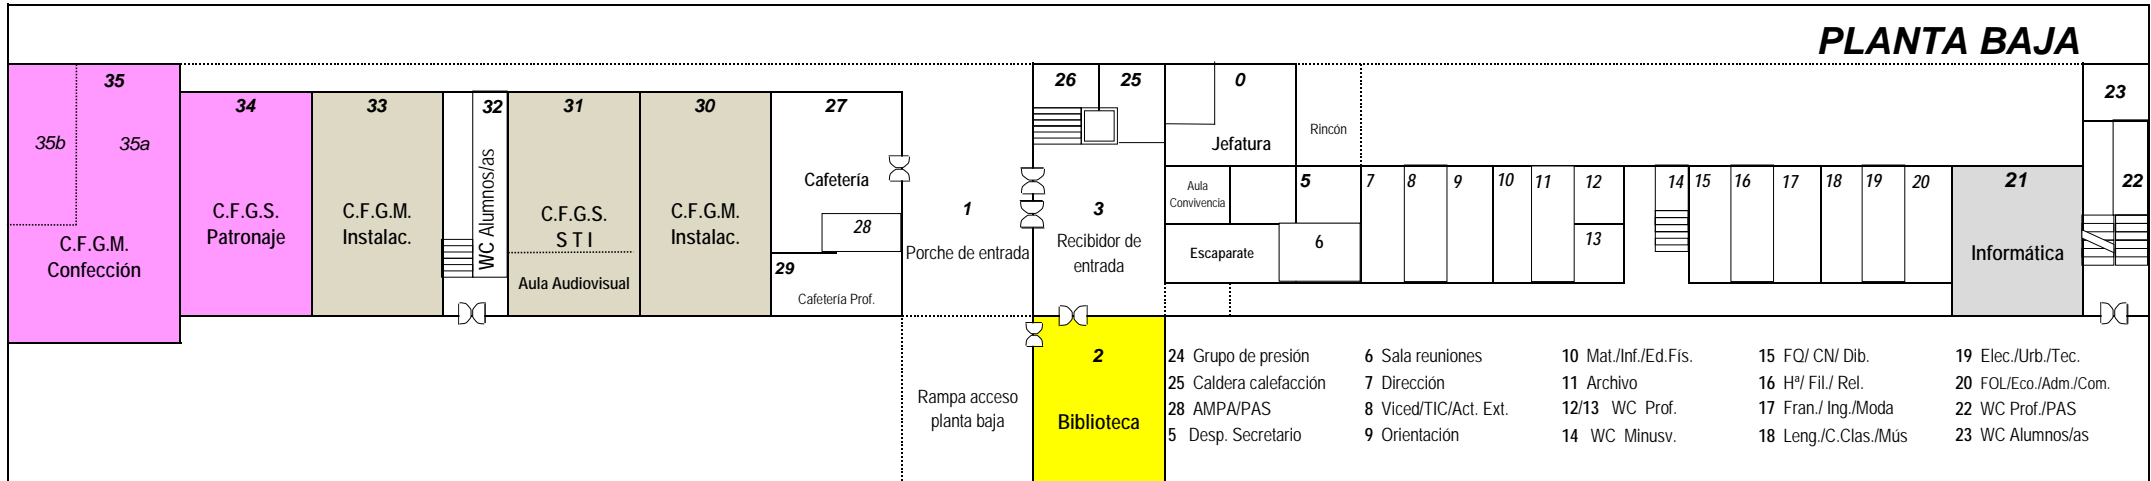 PLANTA BAJA
35
35b
35a
C.F.G.M.
Confección
34
C.F.G.S.
Patronaje
33
C.F.G.M.
Instalac.
32
WC Alumnos/as
31
C.F.G.S.
S T I
Aula Audiovisual
30
C.F.G.M.
Instalac.
27
Cafetería
28
29
Cafetería Prof.
1
Porche de entrada
Rampa acceso
planta baja
26
25
3
Recibidor de
entrada
2
Biblioteca
0
Jefatura
Rincón
Aula
Convivencia
5
Escaparate
6
7
8
9
10
11
12
13
14
15
16
17
18
19
20
21
Informática
23
22
24 Grupo de presión
25 Caldera calefacción
28 AMPA/PAS
5 Desp. Secretario
6 Sala reuniones
7 Dirección
8 Viced/TIC/Act. Ext.
9 Orientación
10 Mat./Inf./Ed.Fís.
11 Archivo
12/13 WC Prof.
14 WC Minusv.
15 FQ/ CN/ Dib.
16 Hª/ Fil./ Rel.
17 Fran./ Ing./Moda
18 Leng./C.Clas./Mús
19 Elec./Urb./Tec.
20 FOL/Eco./Adm./Com.
22 WC Prof./PAS
23 WC Alumnos/as